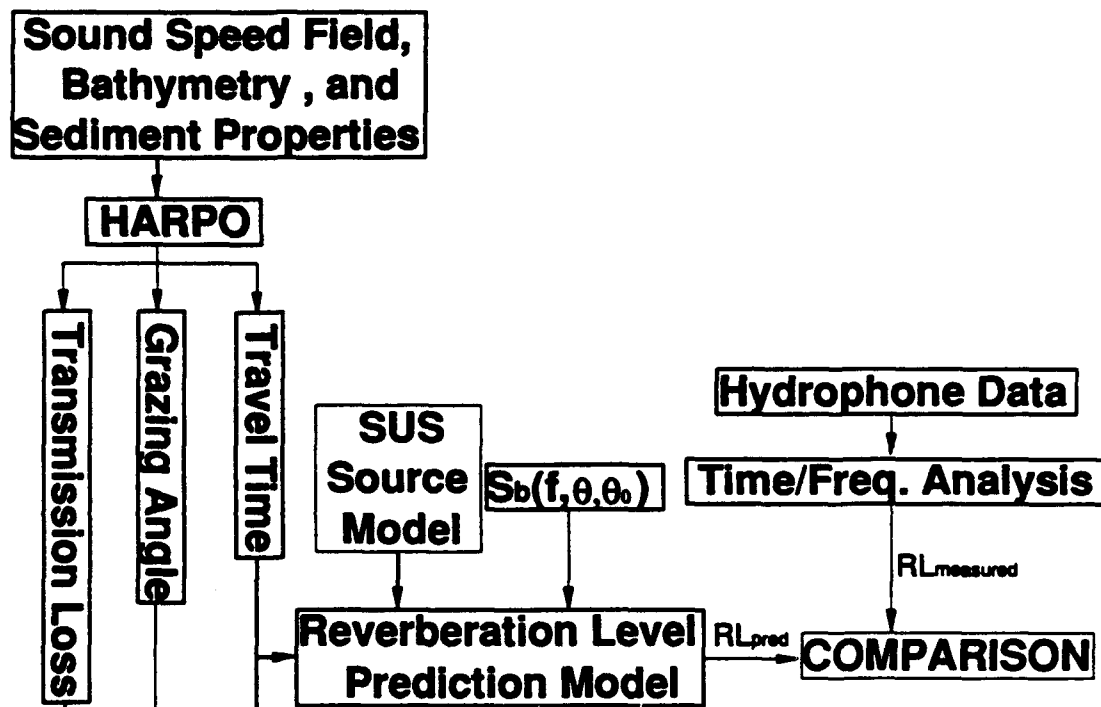 Sound Speed Field,
Bathymetry , and
Sediment Properties
HARPO
Transmission Loss
Grazing Angle
Travel Time
SUS
Source
Model
Sb(f,θ,θ₀)
Hydrophone Data
Time/Freq. Analysis
RLmeasured
Reverberation Level
Prediction Model
RLpred
COMPARISON